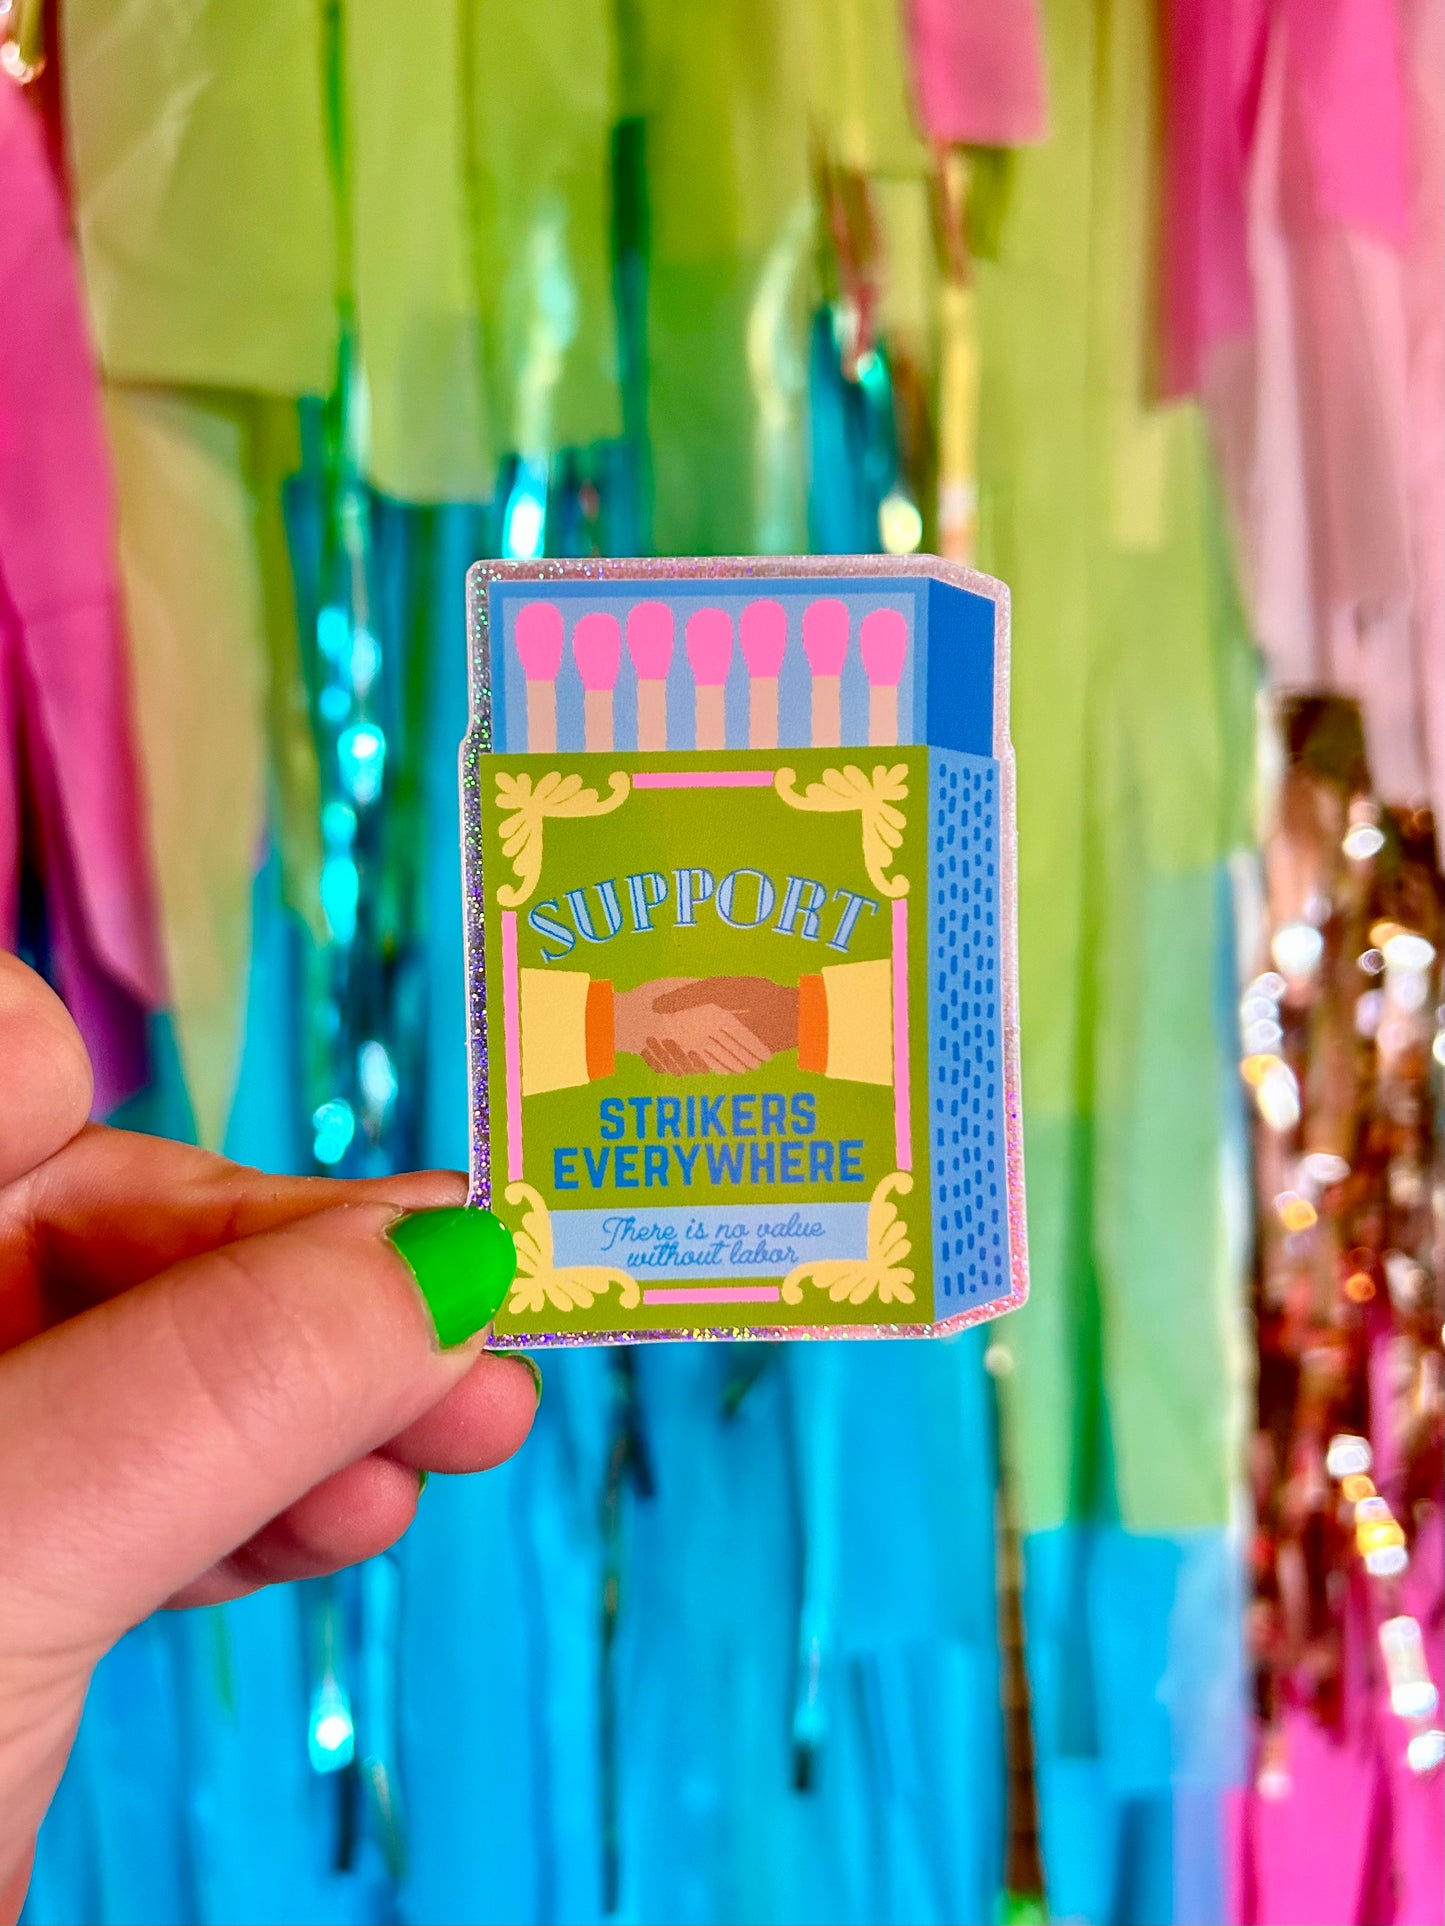 SUPPORT
STRIKERS
EVERYWHERE
There is no value
without labor